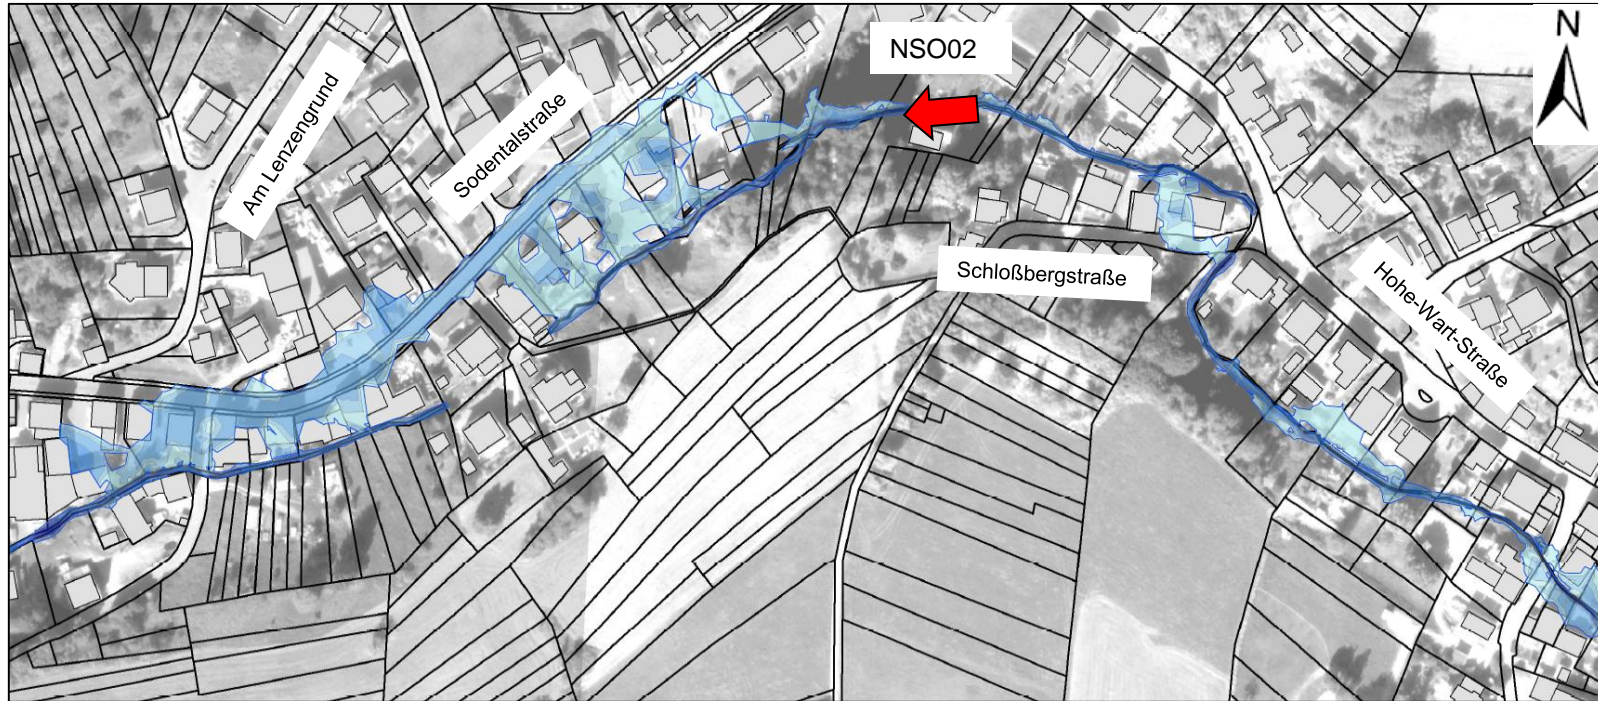 NSO02
N
Am Lenzengrund
Sodentalstraße
Schloßbergstraße
Hohe-Wart-Straße